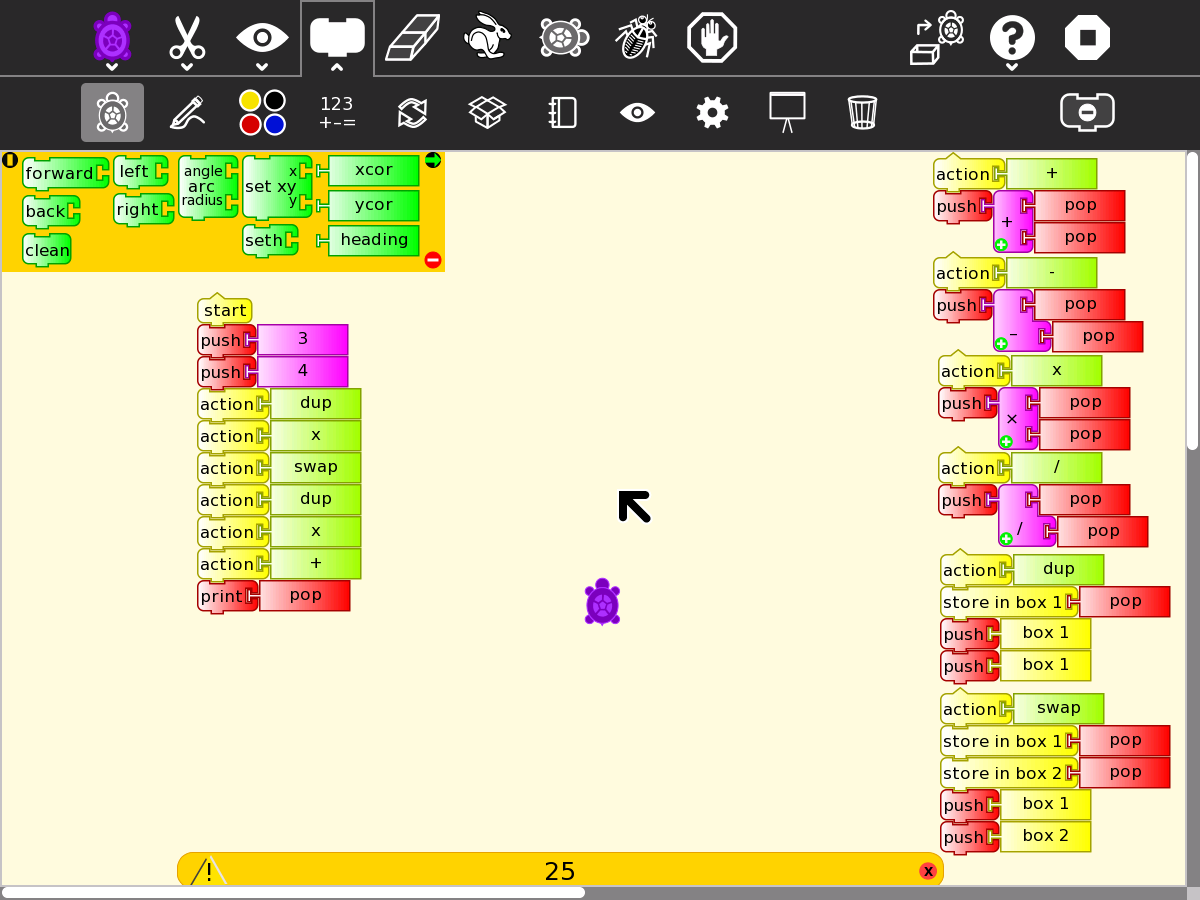 123
+-=
forward
left
angle
arc
radius
set xy
x
y
xcor
ycor
back
right
clean
seth
heading
start
push 3
push 4
action dup
action x
action swap
action dup
action x
action +
print pop
action +
push + pop
pop
action -
push − pop
pop
action x
push × pop
pop
action /
push / pop
pop
action dup
store in box 1 pop
push box 1
push box 1
action swap
store in box 1 pop
store in box 2 pop
push box 1
push box 2
/!\ 25 x